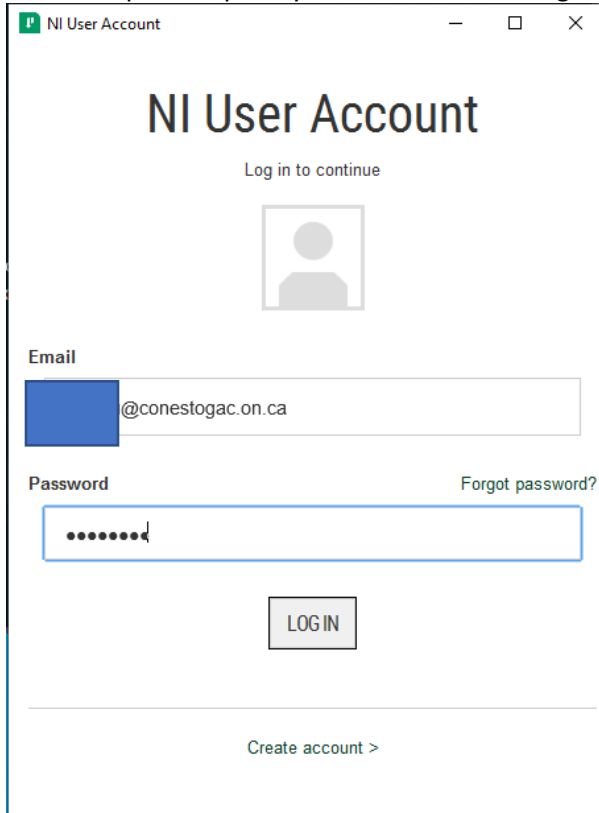 NI User Account
NI User Account
Log in to continue
Email
@conestogac.on.ca
Password Forgot password?
••••••••
LOG IN
Create account >